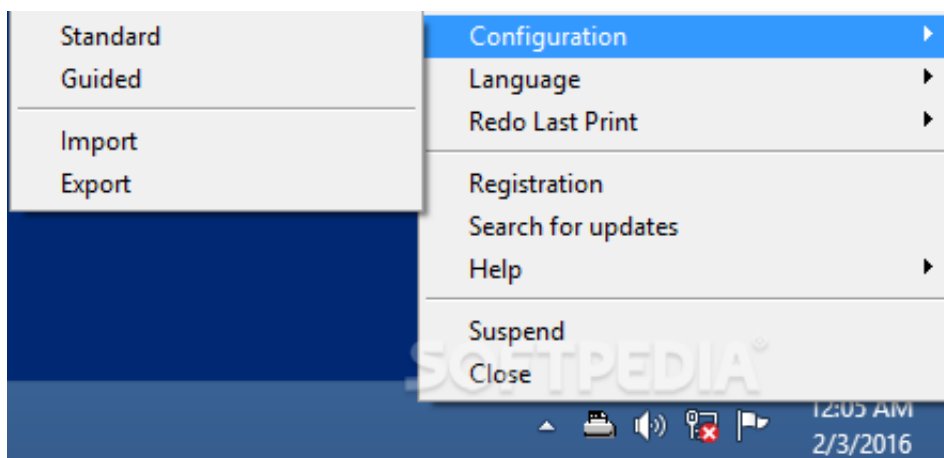 Standard
Guided
Import
Export
Configuration
Language
Redo Last Print
Registration
Search for updates
Help
Suspend
Close
SOFTPEDIA®
12:05 AM
2/3/2016